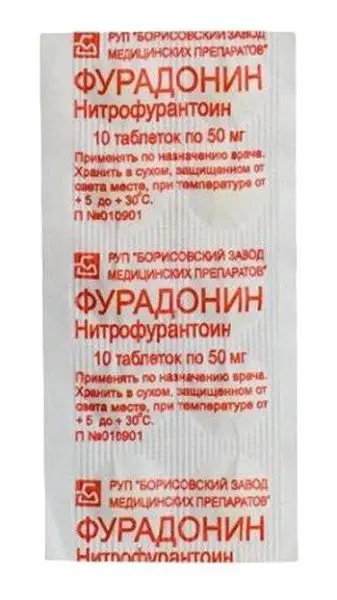 РУП "БОРИСОВСКИЙ ЗАВОД
МЕДИЦИНСКИХ ПРЕПАРАТОВ"
ФУРАДОНИН
Нитрофурантоин
10 таблеток по 50 мг
Применять по назначению врача.
Хранить в сухом, защищенном от
света месте, при температуре от
+ 5 до + 30°С.
П №010901
РУП "БОРИСОВСКИЙ ЗАВОД
МЕДИЦИНСКИХ ПРЕПАРАТОВ"
ФУРАДОНИН
Нитрофурантоин
10 таблеток по 50 мг
Применять по назначению врача.
Хранить в сухом, защищенном от
света месте, при температуре от
+ 5 до + 30°С.
П №010901
РУП "БОРИСОВСКИЙ ЗАВОД
МЕДИЦИНСКИХ ПРЕПАРАТОВ"
ФУРАДОНИН
Нитрофурантоин